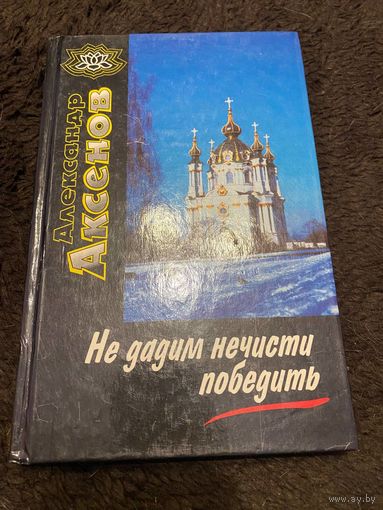 Александр
Аксенов
Не дадим нечисти
победить
www.ay.by